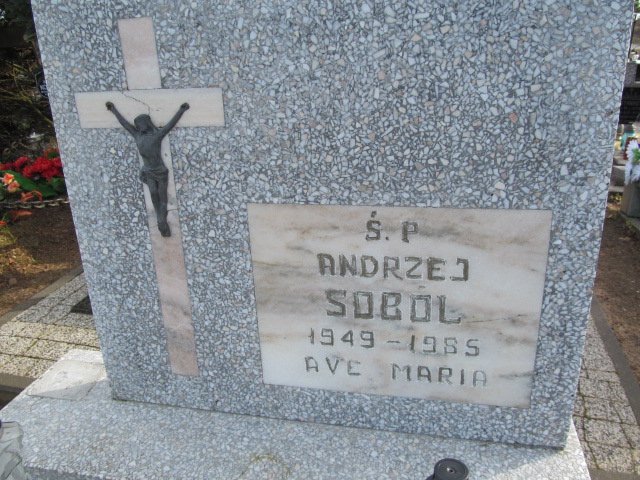 Ś. P
ANDRZEJ
SOBÓL
1949-1985
AVE MARIA